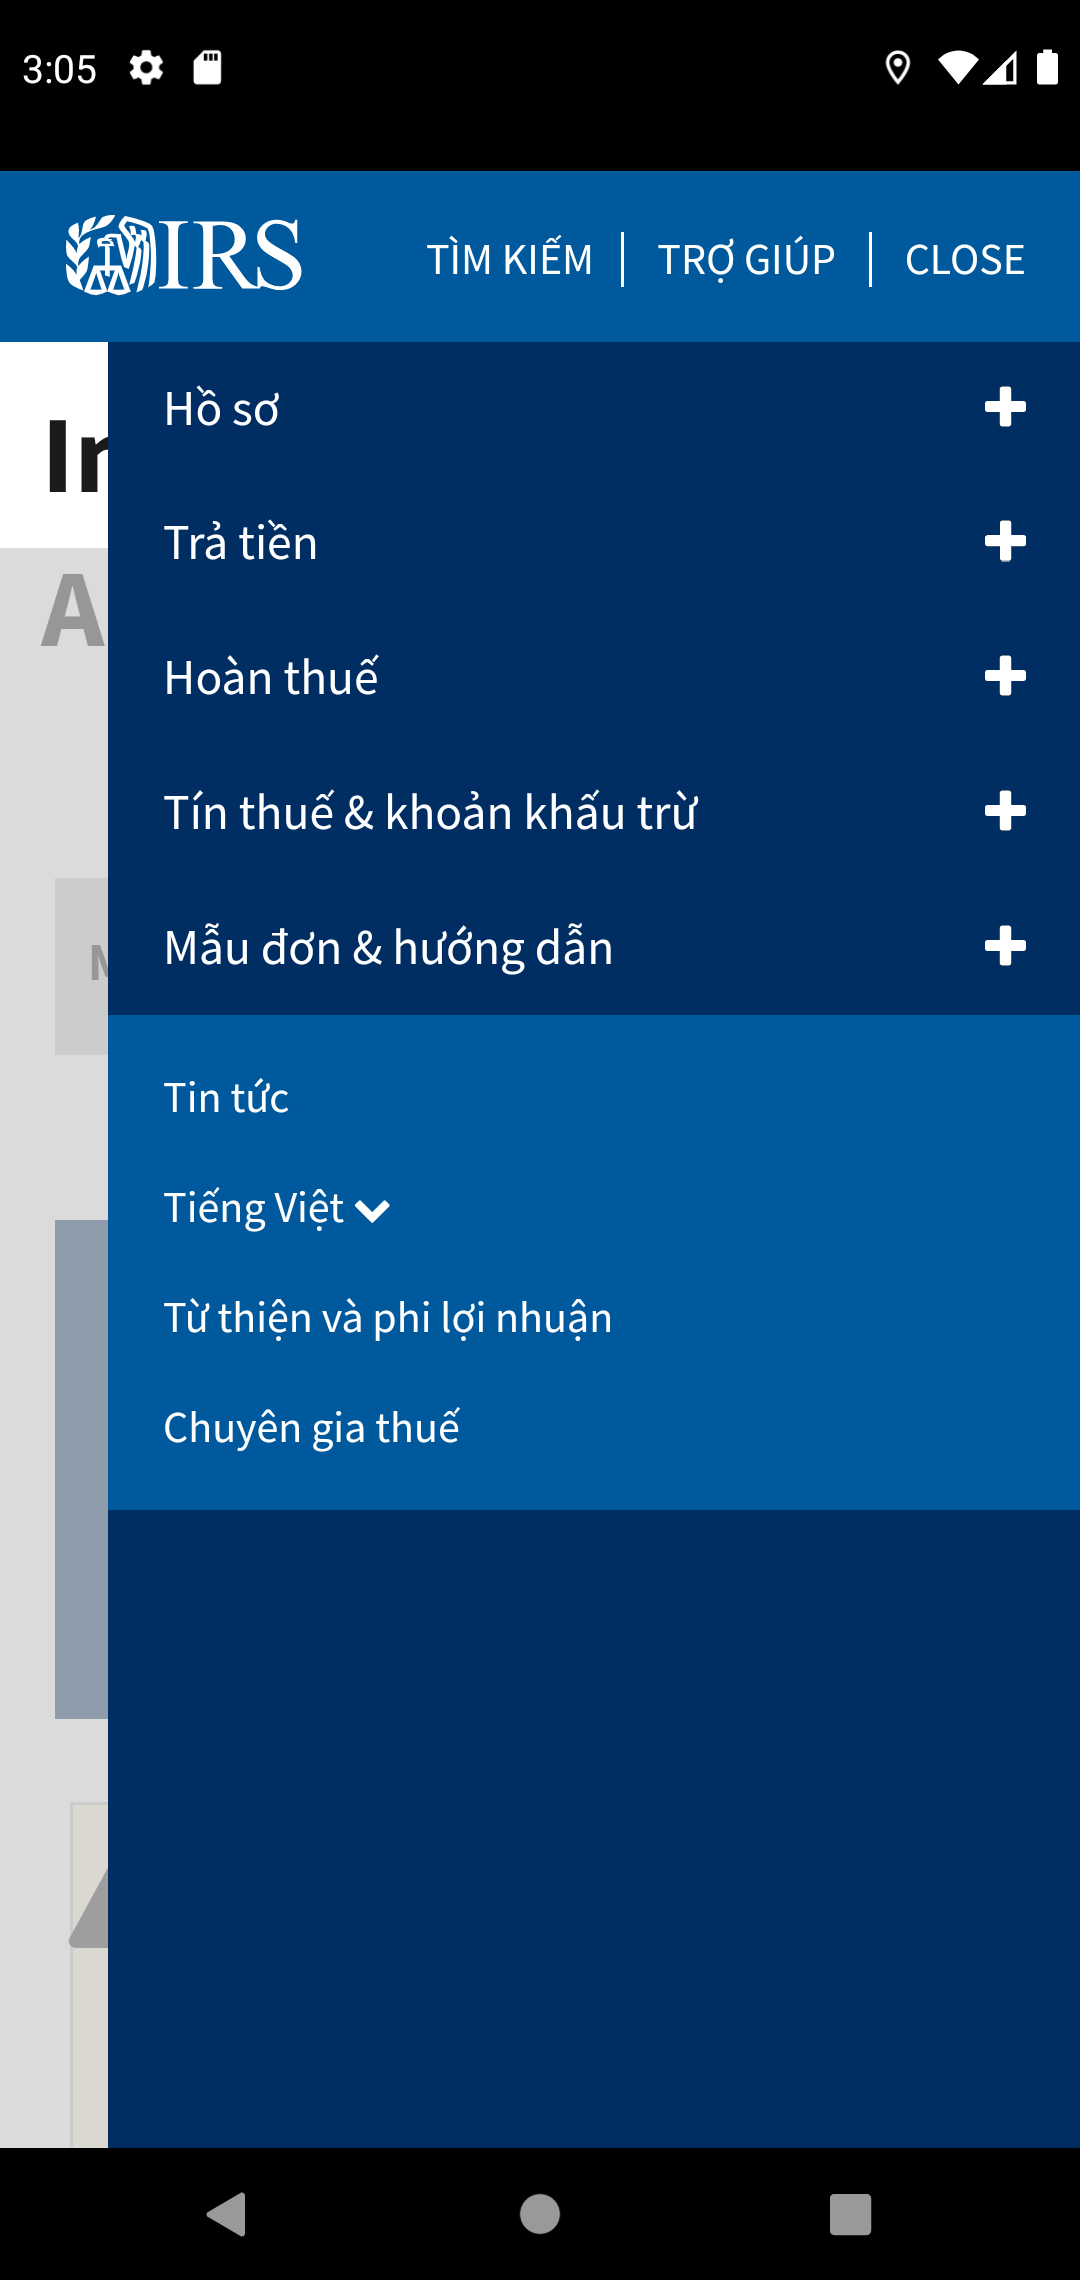 3:05
IRS
TÌM KIẾM
TRỢ GIÚP
CLOSE
Hồ sơ
Trả tiền
Hoàn thuế
Tín thuế & khoản khấu trừ
Mẫu đơn & hướng dẫn
Tin tức
Tiếng Việt
Từ thiện và phi lợi nhuận
Chuyên gia thuế